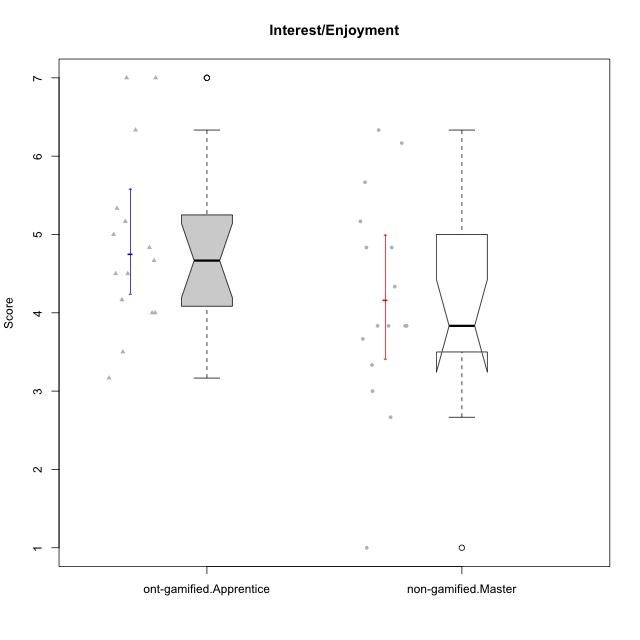 Interest/Enjoyment
Score
7
6
5
4
3
2
1
ont-gamified.Apprentice
non-gamified.Master